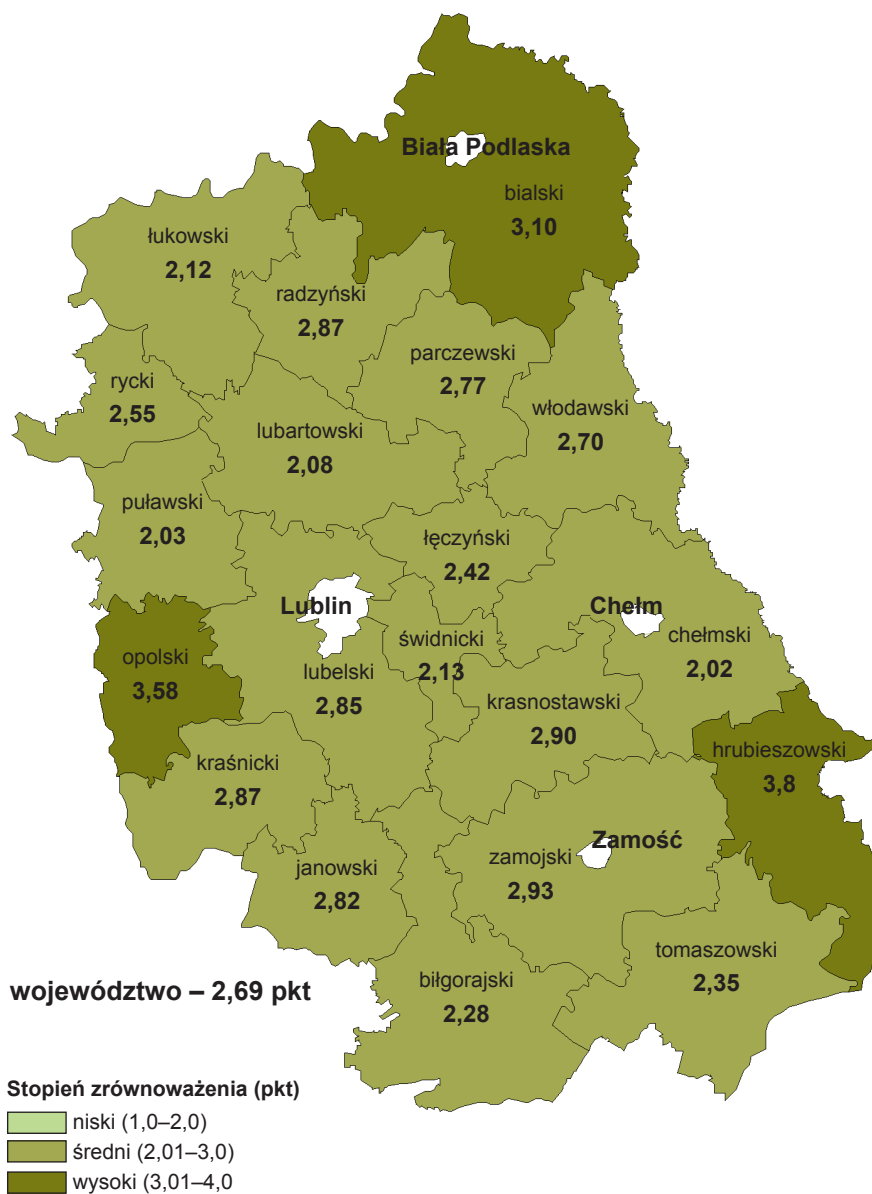 Biała Podlaska
bialski
3,10
łukowski
2,12
radzyński
2,87
parczewski
2,77
rycki
2,55
włodawski
2,70
lubartowski
2,08
puławski
2,03
łęczyński
2,42
Lublin
Chełm
świdnicki
2,13
chełmski
2,02
opolski
3,58
lubelski
2,85
krasnostawski
2,90
hrubieszowski
3,8
kraśnicki
2,87
Zamość
zamojski
2,93
janowski
2,82
tomaszowski
2,35
biłgorajski
2,28
województwo – 2,69 pkt
Stopień zrównoważenia (pkt)
niski (1,0–2,0)
średni (2,01–3,0)
wysoki (3,01–4,0